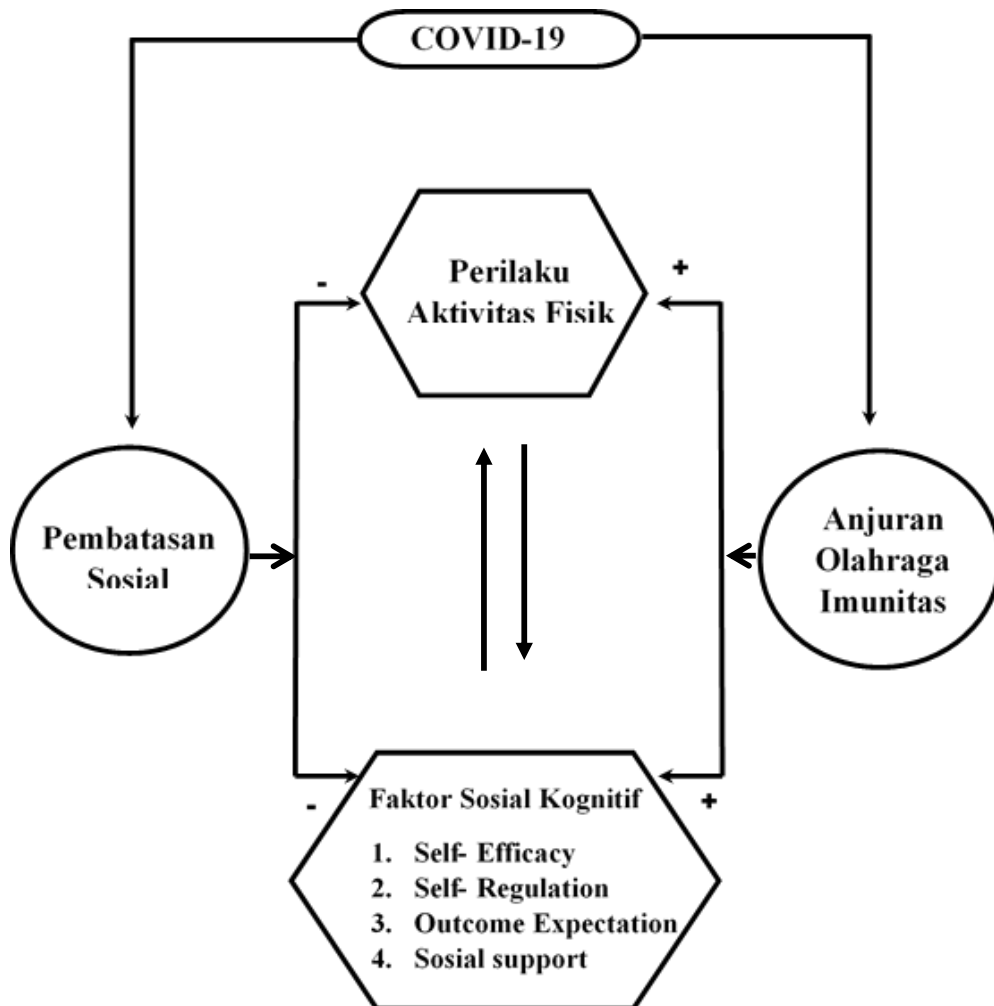 COVID-19
-
Perilaku
Aktivitas Fisik
+
Pembatasan
Sosial
Anjuran
Olahraga
Imunitas
-
Faktor Sosial Kognitif
+
1. Self- Efficacy
2. Self- Regulation
3. Outcome Expectation
4. Sosial support